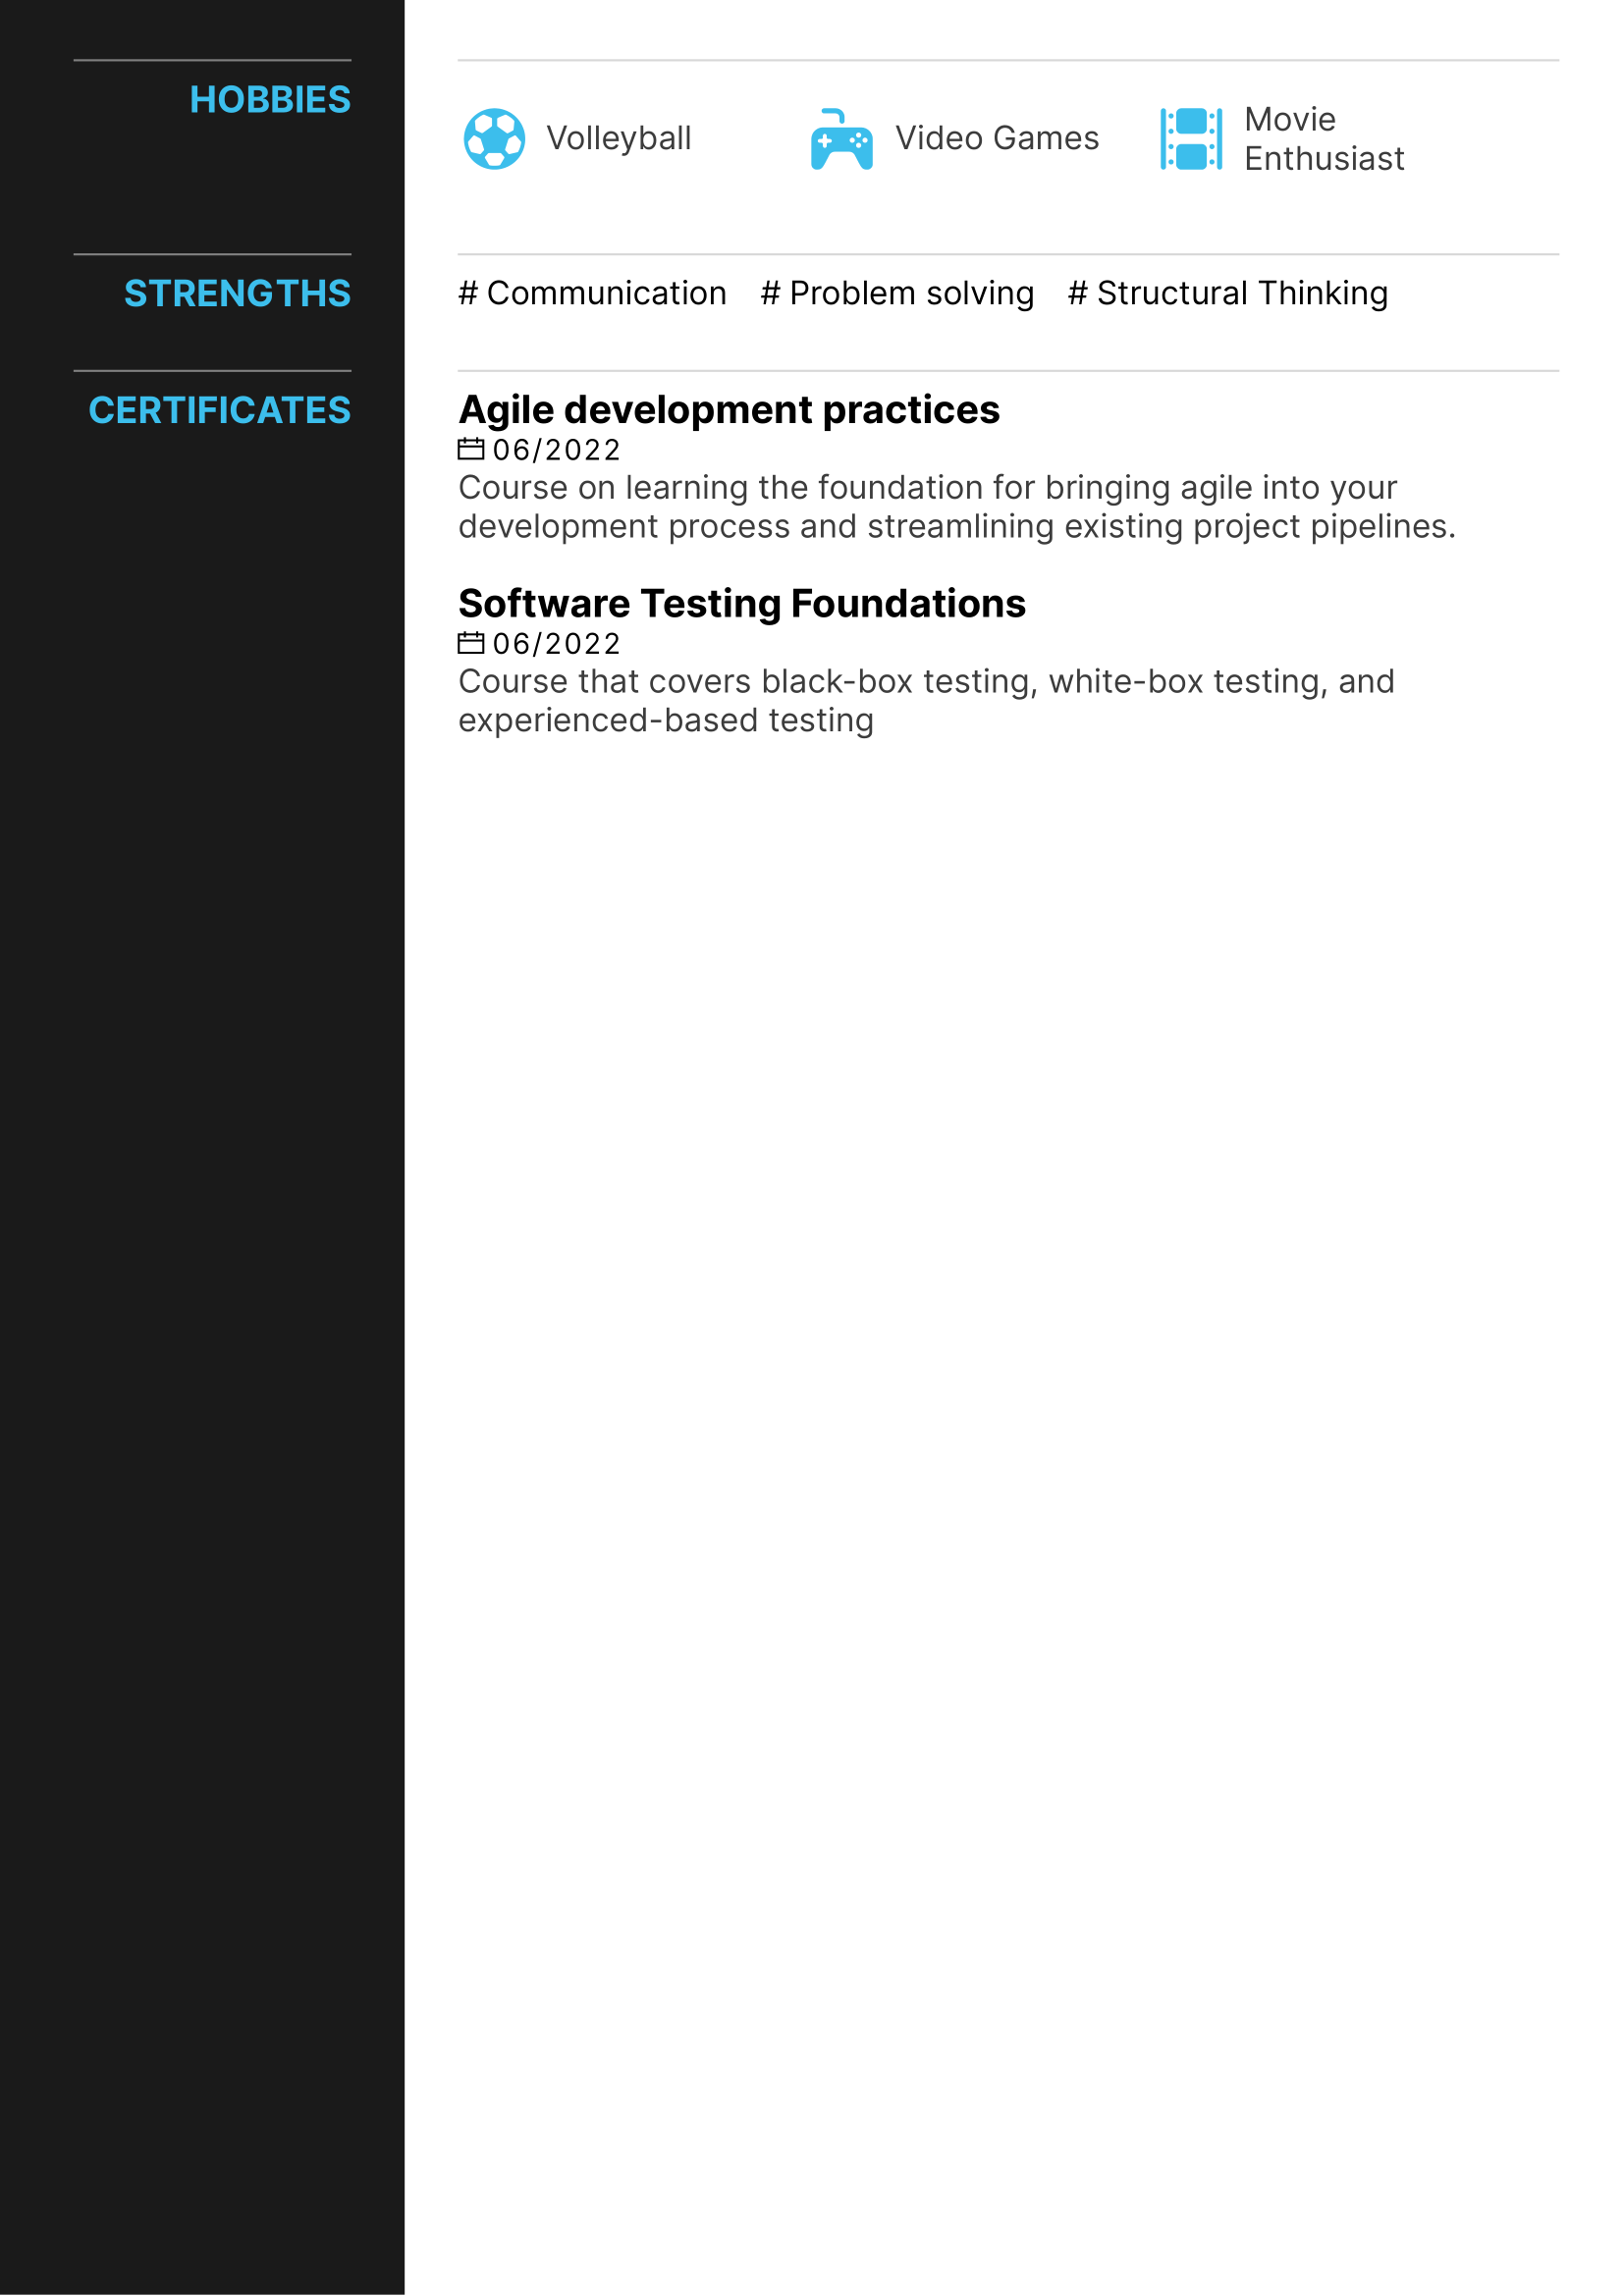 HOBBIES
Volleyball
Video Games
Movie
Enthusiast
STRENGTHS
# Communication # Problem solving # Structural Thinking
CERTIFICATES
Agile development practices
06/2022
Course on learning the foundation for bringing agile into your
development process and streamlining existing project pipelines.
Software Testing Foundations
06/2022
Course that covers black-box testing, white-box testing, and
experienced-based testing